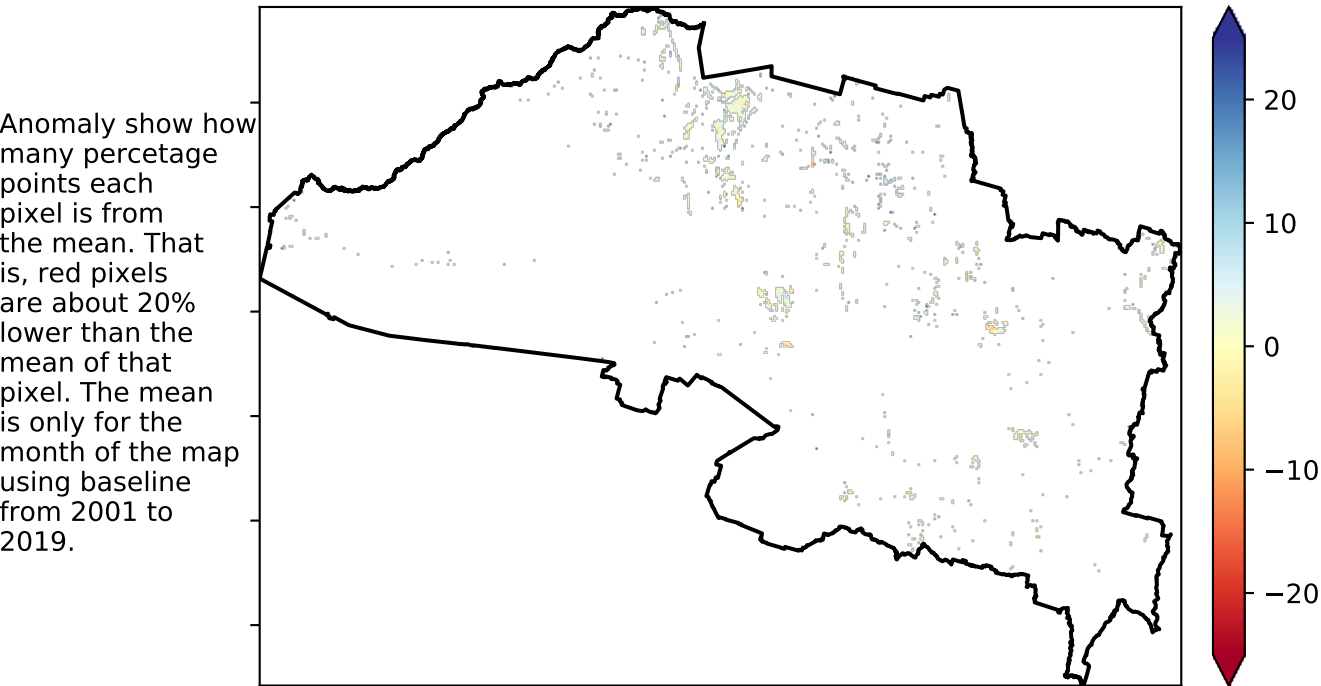 Anomaly show how
many percetage
points each
pixel is from
the mean. That
is, red pixels
are about 20%
lower than the
mean of that
pixel. The mean
is only for the
month of the map
using baseline
from 2001 to
2019.
20
10
0
−10
−20